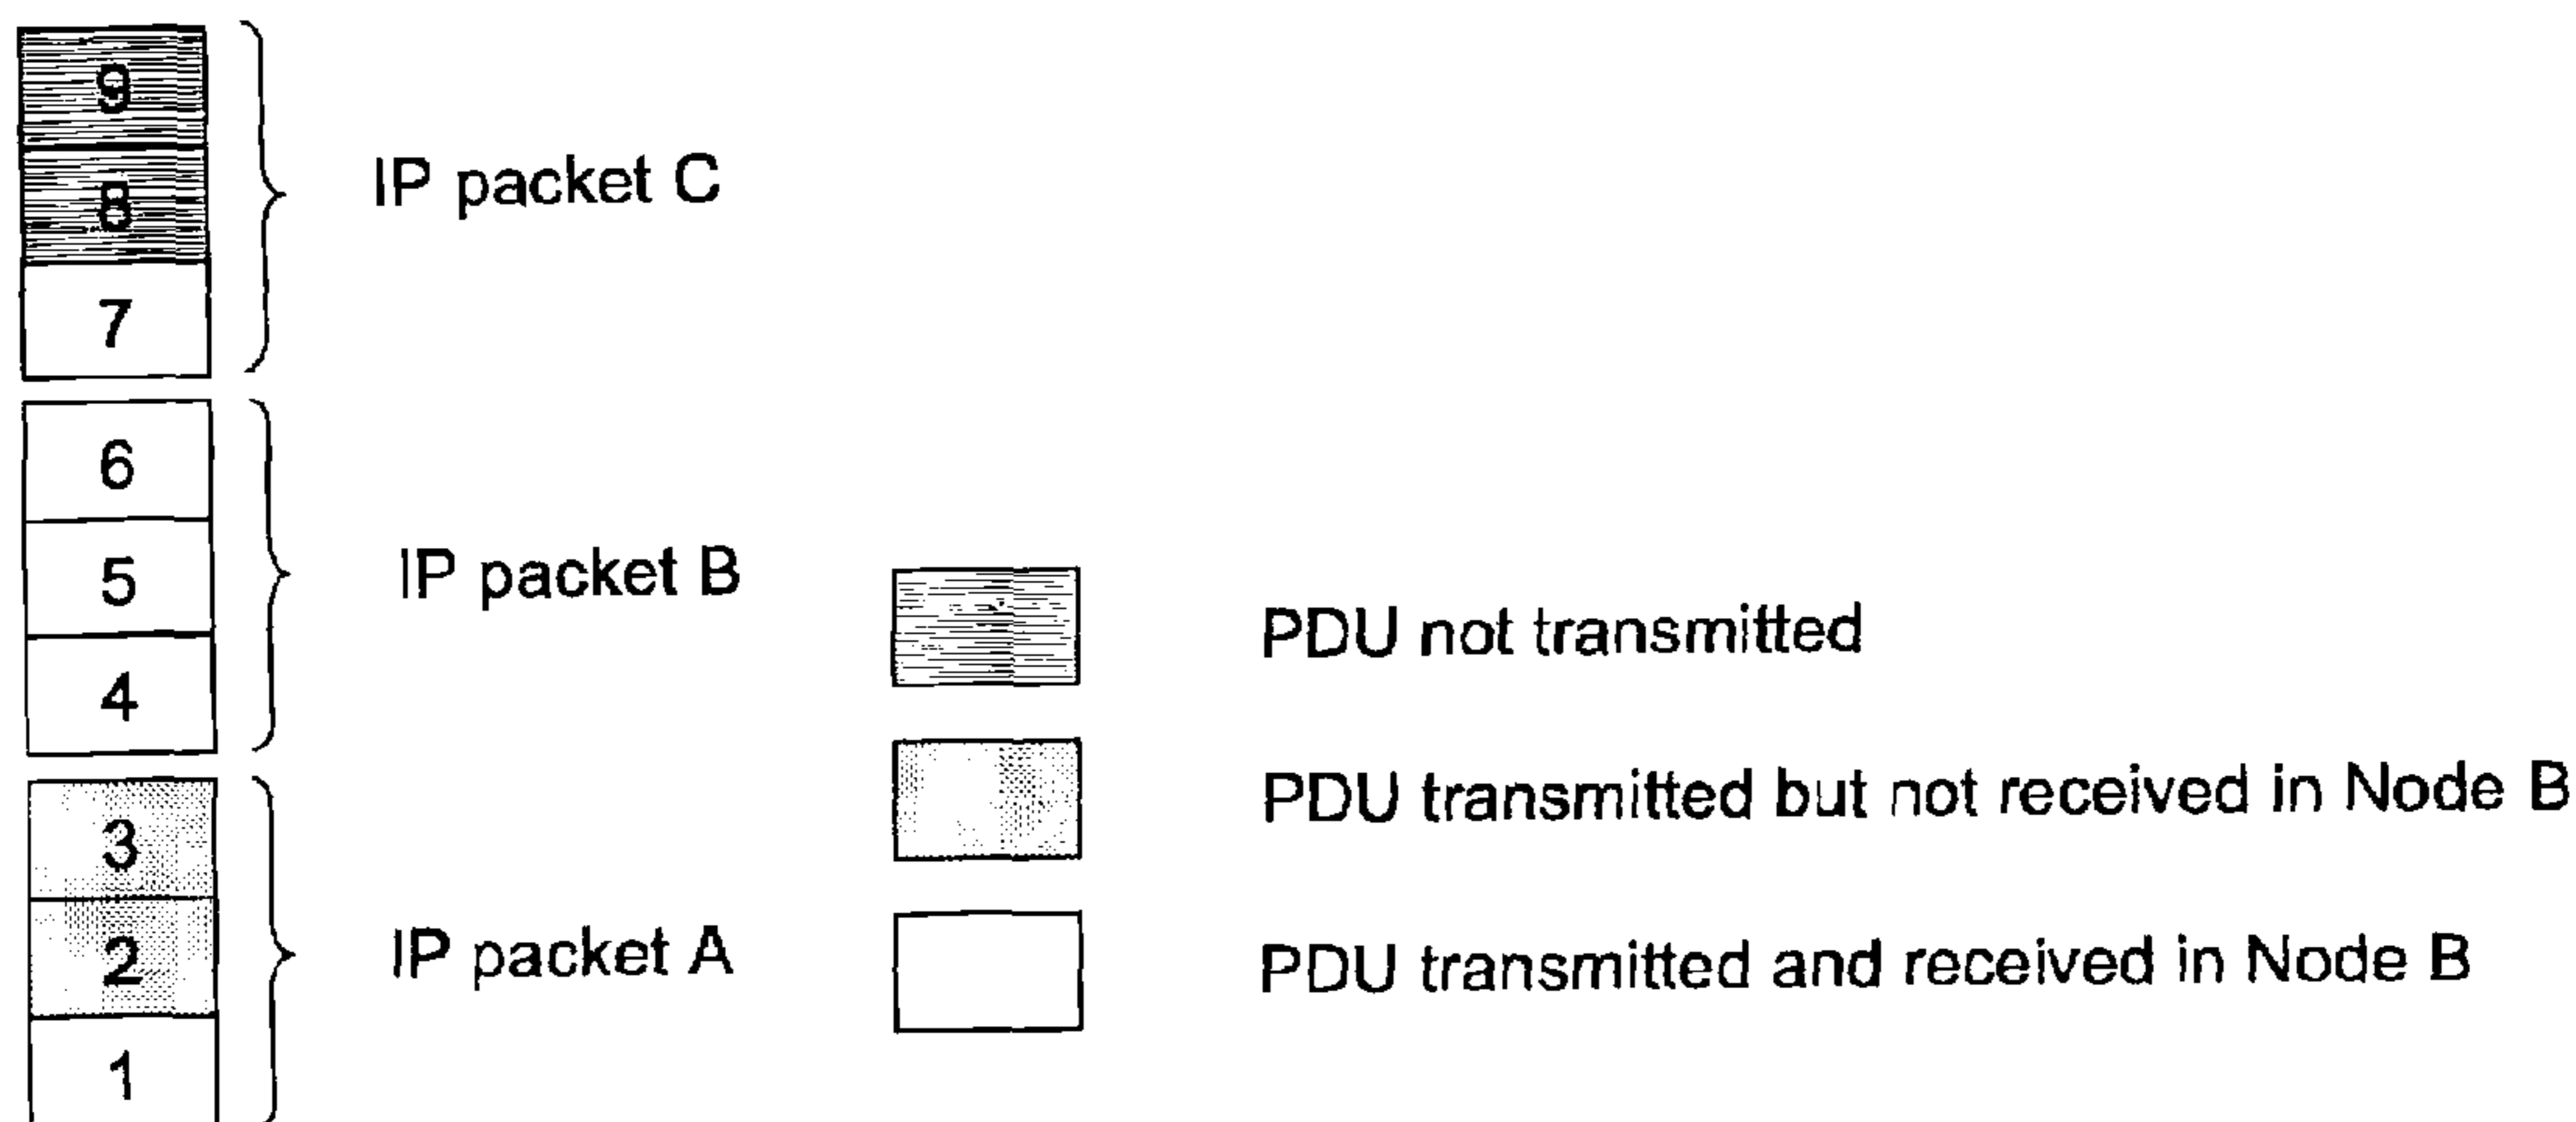 9
8
7
IP packet C
6
5
4
IP packet B
3
2
1
IP packet A
PDU not transmitted
PDU transmitted but not received in Node B
PDU transmitted and received in Node B